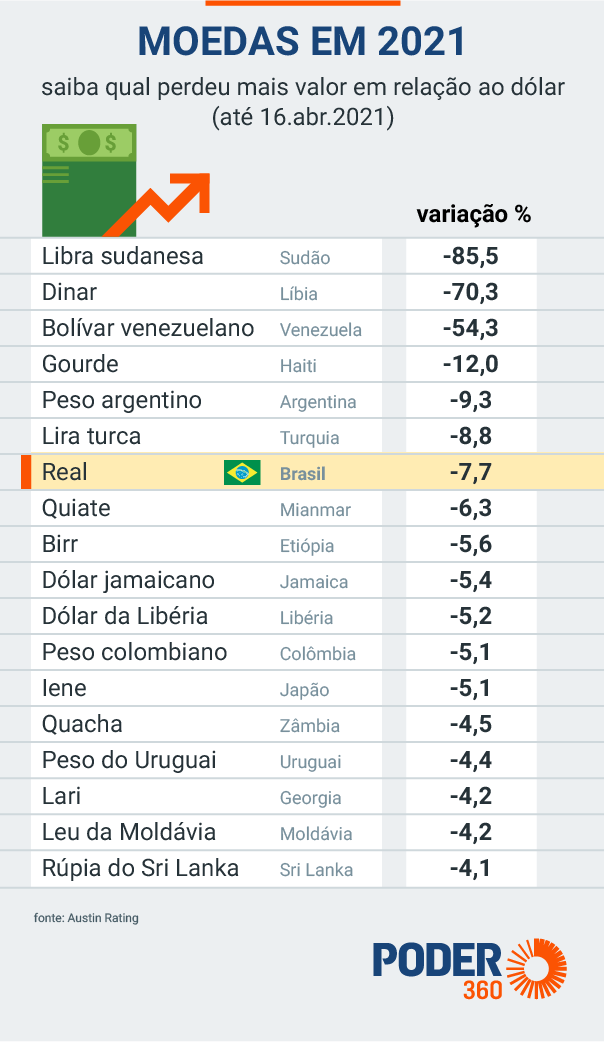 MOEDAS EM 2021
saiba qual perdeu mais valor em relação ao dólar
(até 16.abr.2021)
$ $
variação %
Libra sudanesa Sudão -85,5
Dinar Líbia -70,3
Bolívar venezuelano Venezuela -54,3
Gourde Haiti -12,0
Peso argentino Argentina -9,3
Lira turca Turquia -8,8
Real Brasil -7,7
Quiate Mianmar -6,3
Birr Etiópia -5,6
Dólar jamaicano Jamaica -5,4
Dólar da Libéria Libéria -5,2
Peso colombiano Colômbia -5,1
Iene Japão -5,1
Quacha Zâmbia -4,5
Peso do Uruguai Uruguai -4,4
Lari Georgia -4,2
Leu da Moldávia Moldávia -4,2
Rúpia do Sri Lanka Sri Lanka -4,1
fonte: Austin Rating
PODER
360